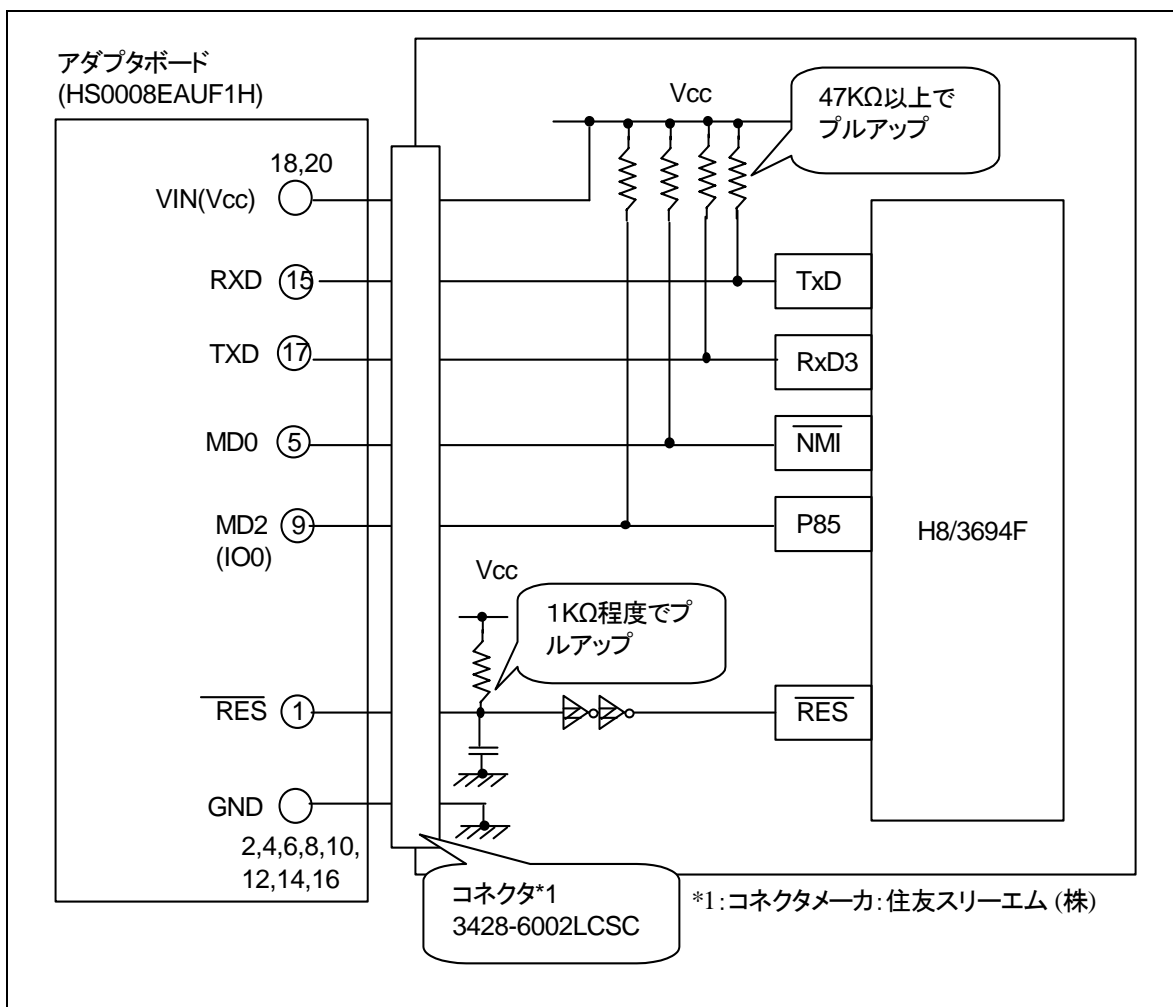 アダプタボード
(HS0008EAUF1H)
18,20
VIN(Vcc)
Vcc
47KΩ以上で
プルアップ
RXD 15
TxD
TXD 17
RxD3
MD0 5
NMI
MD2 9
(IO0)
P85
H8/3694F
Vcc
1KΩ程度でプ
ルアップ
RES 1
RES
GND
2,4,6,8,10,
12,14,16
コネクタ*1
3428-6002LCSC
*1:コネクタメーカ:住友スリーエム (株)